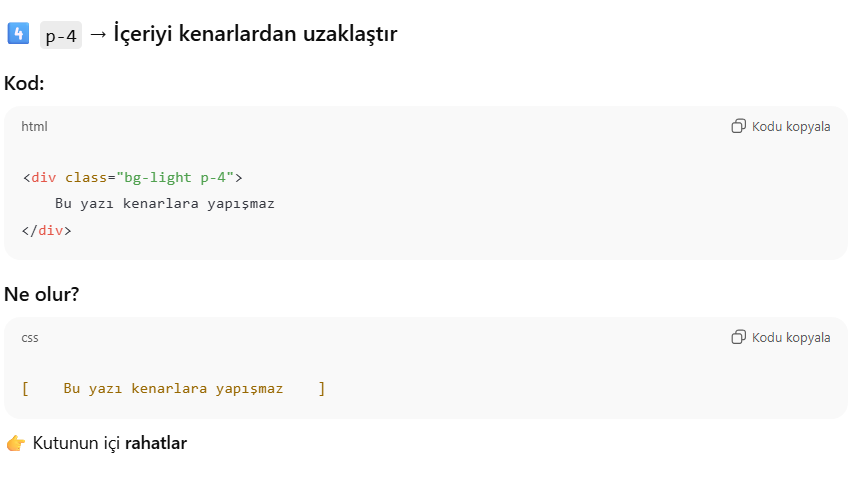 4 p-4 → İçeriyi kenarlardan uzaklaştır
Kod:
html
Kodu kopyala
<div class="bg-light p-4">
    Bu yazı kenarlara yapışmaz
</div>
Ne olur?
css
Kodu kopyala
[    Bu yazı kenarlara yapışmaz    ]
👉 Kutunun içi rahatlar